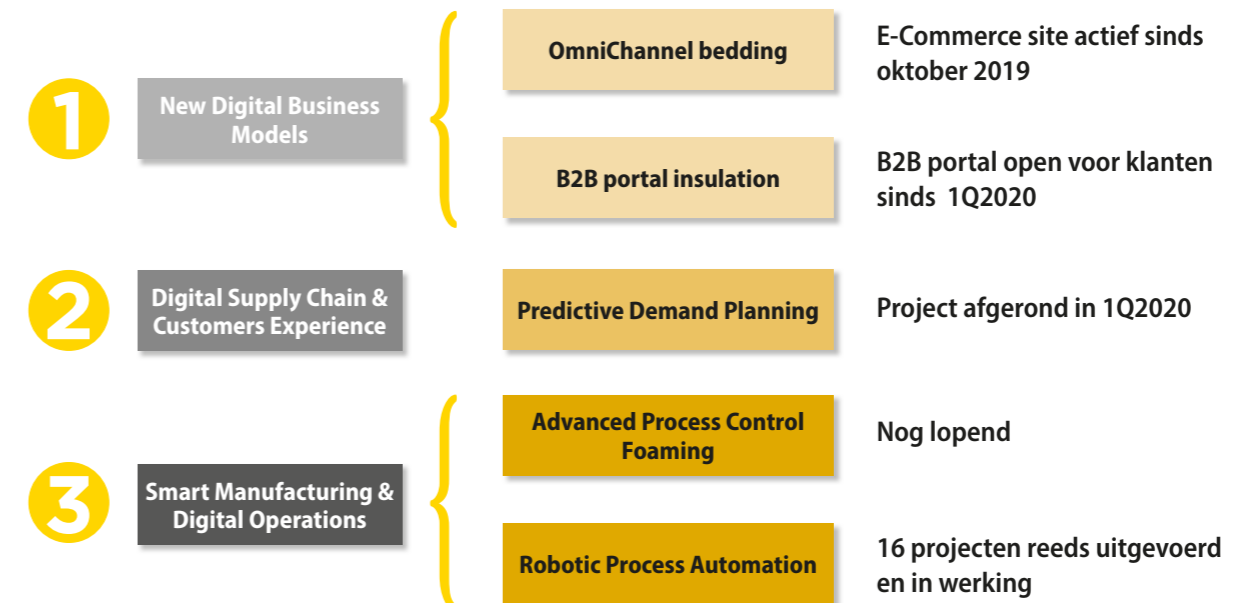 1
New Digital Business
Models
OmniChannel bedding
E-Commerce site actief sinds
oktober 2019
B2B portal insulation
B2B portal open voor klanten
sinds 1Q2020
2
Digital Supply Chain &
Customers Experience
Predictive Demand Planning
Project afgerond in 1Q2020
3
Smart Manufacturing &
Digital Operations
Advanced Process Control
Foaming
Nog lopend
Robotic Process Automation
16 projecten reeds uitgevoerd
en in werking